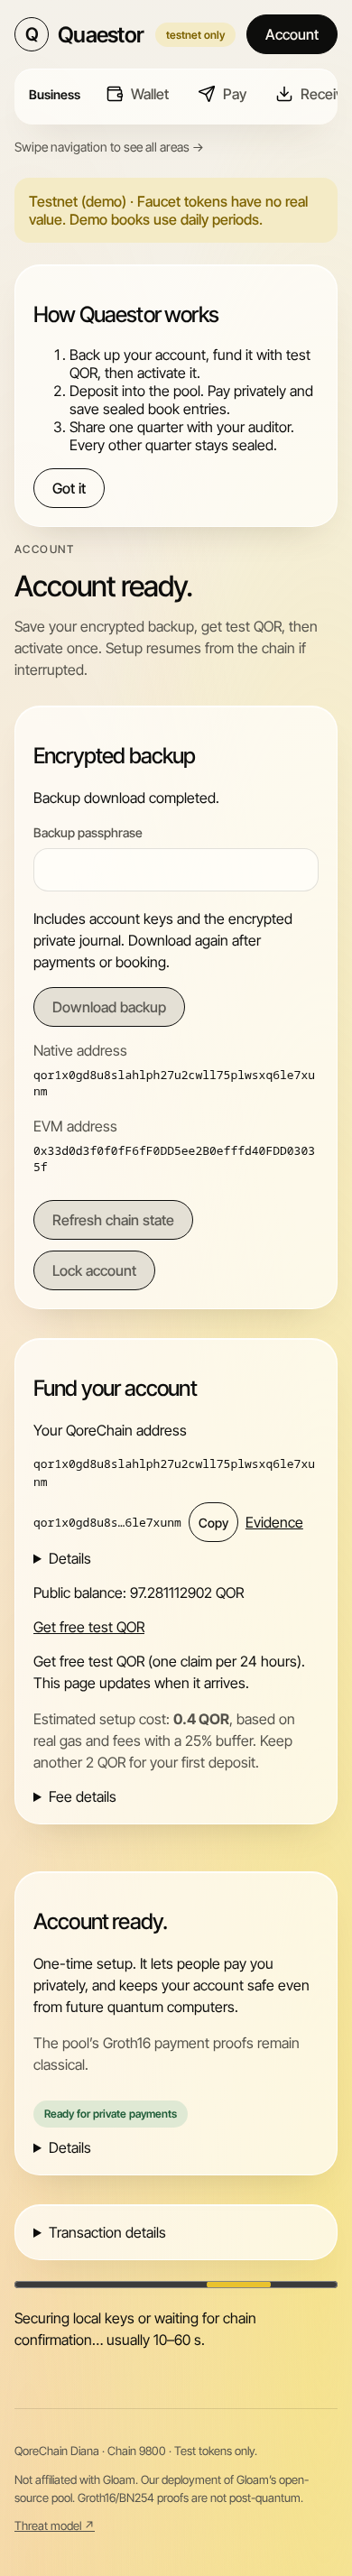 Q Quaestor testnet only Account
Business Wallet Pay Receiv
Swipe navigation to see all areas →
Testnet (demo) · Faucet tokens have no real
value. Demo books use daily periods.
How Quaestor works
1. Back up your account, fund it with test
QOR, then activate it.
2. Deposit into the pool. Pay privately and
save sealed book entries.
3. Share one quarter with your auditor.
Every other quarter stays sealed.
Got it
ACCOUNT
Account ready.
Save your encrypted backup, get test QOR, then
activate once. Setup resumes from the chain if
interrupted.
Encrypted backup
Backup download completed.
Backup passphrase
Includes account keys and the encrypted
private journal. Download again after
payments or booking.
Download backup
Native address
qor1x0gd8u8slahlph27u2cwll75plwsxq6le7xu
nm
EVM address
0x33d0d3f0f0fF6fF0DD5ee2B0efffd40FDD0303
5f
Refresh chain state
Lock account
Fund your account
Your QoreChain address
qor1x0gd8u8slahlph27u2cwll75plwsxq6le7xu
nm
qor1x0gd8u8s…6le7xunm Copy Evidence
Details
Public balance: 97.281112902 QOR
Get free test QOR
Get free test QOR (one claim per 24 hours).
This page updates when it arrives.
Estimated setup cost: 0.4 QOR, based on
real gas and fees with a 25% buffer. Keep
another 2 QOR for your first deposit.
Fee details
Account ready.
One-time setup. It lets people pay you
privately, and keeps your account safe even
from future quantum computers.
The pool’s Groth16 payment proofs remain
classical.
Ready for private payments
Details
Transaction details
Securing local keys or waiting for chain
confirmation… usually 10–60 s.
QoreChain Diana · Chain 9800 · Test tokens only.
Not affiliated with Gloam. Our deployment of Gloam’s open-
source pool. Groth16/BN254 proofs are not post-quantum.
Threat model ↗